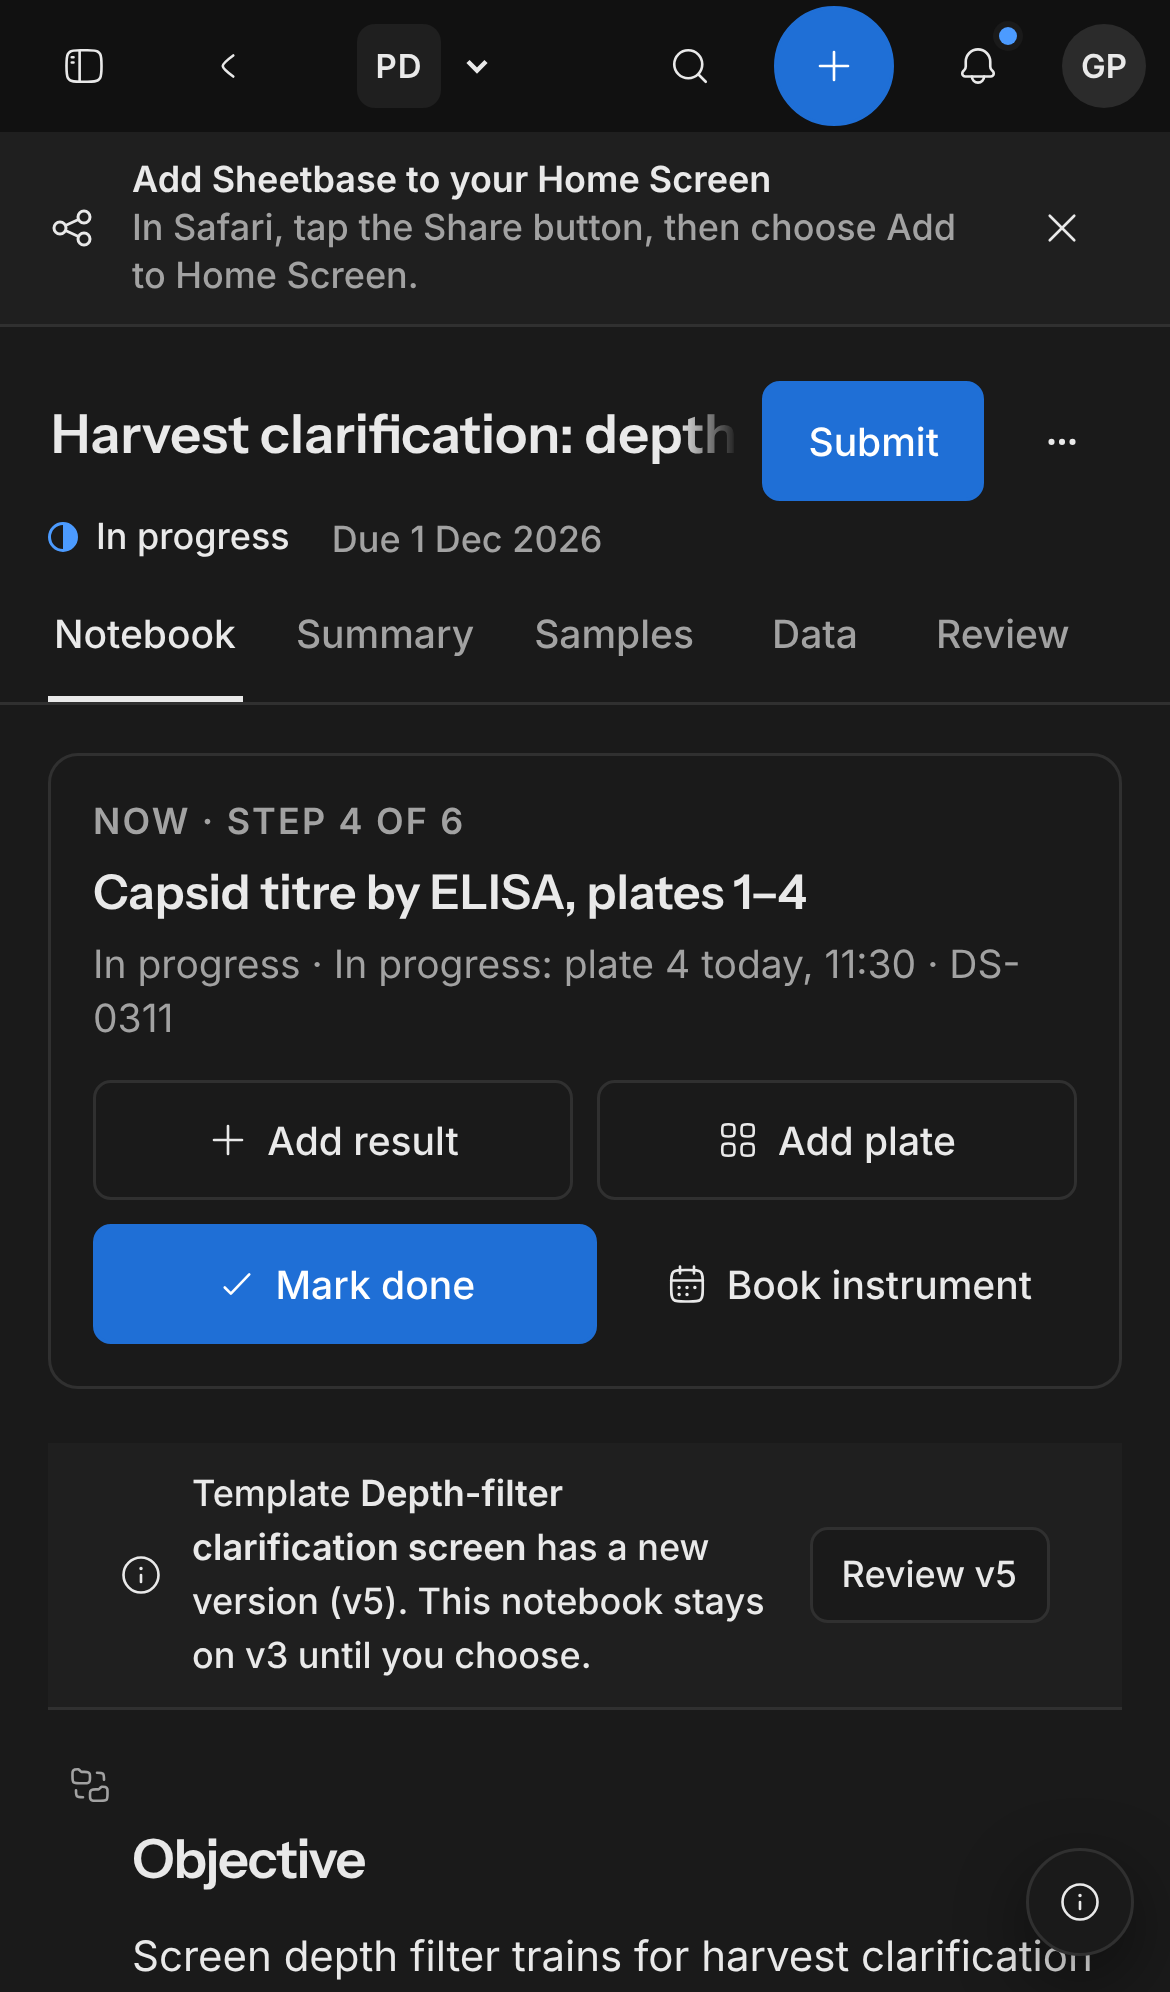 PD
GP
Add Sheetbase to your Home Screen
In Safari, tap the Share button, then choose Add
to Home Screen.
Harvest clarification: depth
Submit
In progress
Due 1 Dec 2026
Notebook
Summary
Samples
Data
Review
NOW · STEP 4 OF 6
Capsid titre by ELISA, plates 1–4
In progress · In progress: plate 4 today, 11:30 · DS-
0311
Add result
Add plate
Mark done
Book instrument
Template Depth-filter
clarification screen has a new
version (v5). This notebook stays
on v3 until you choose.
Review v5
Objective
Screen depth filter trains for harvest clarification